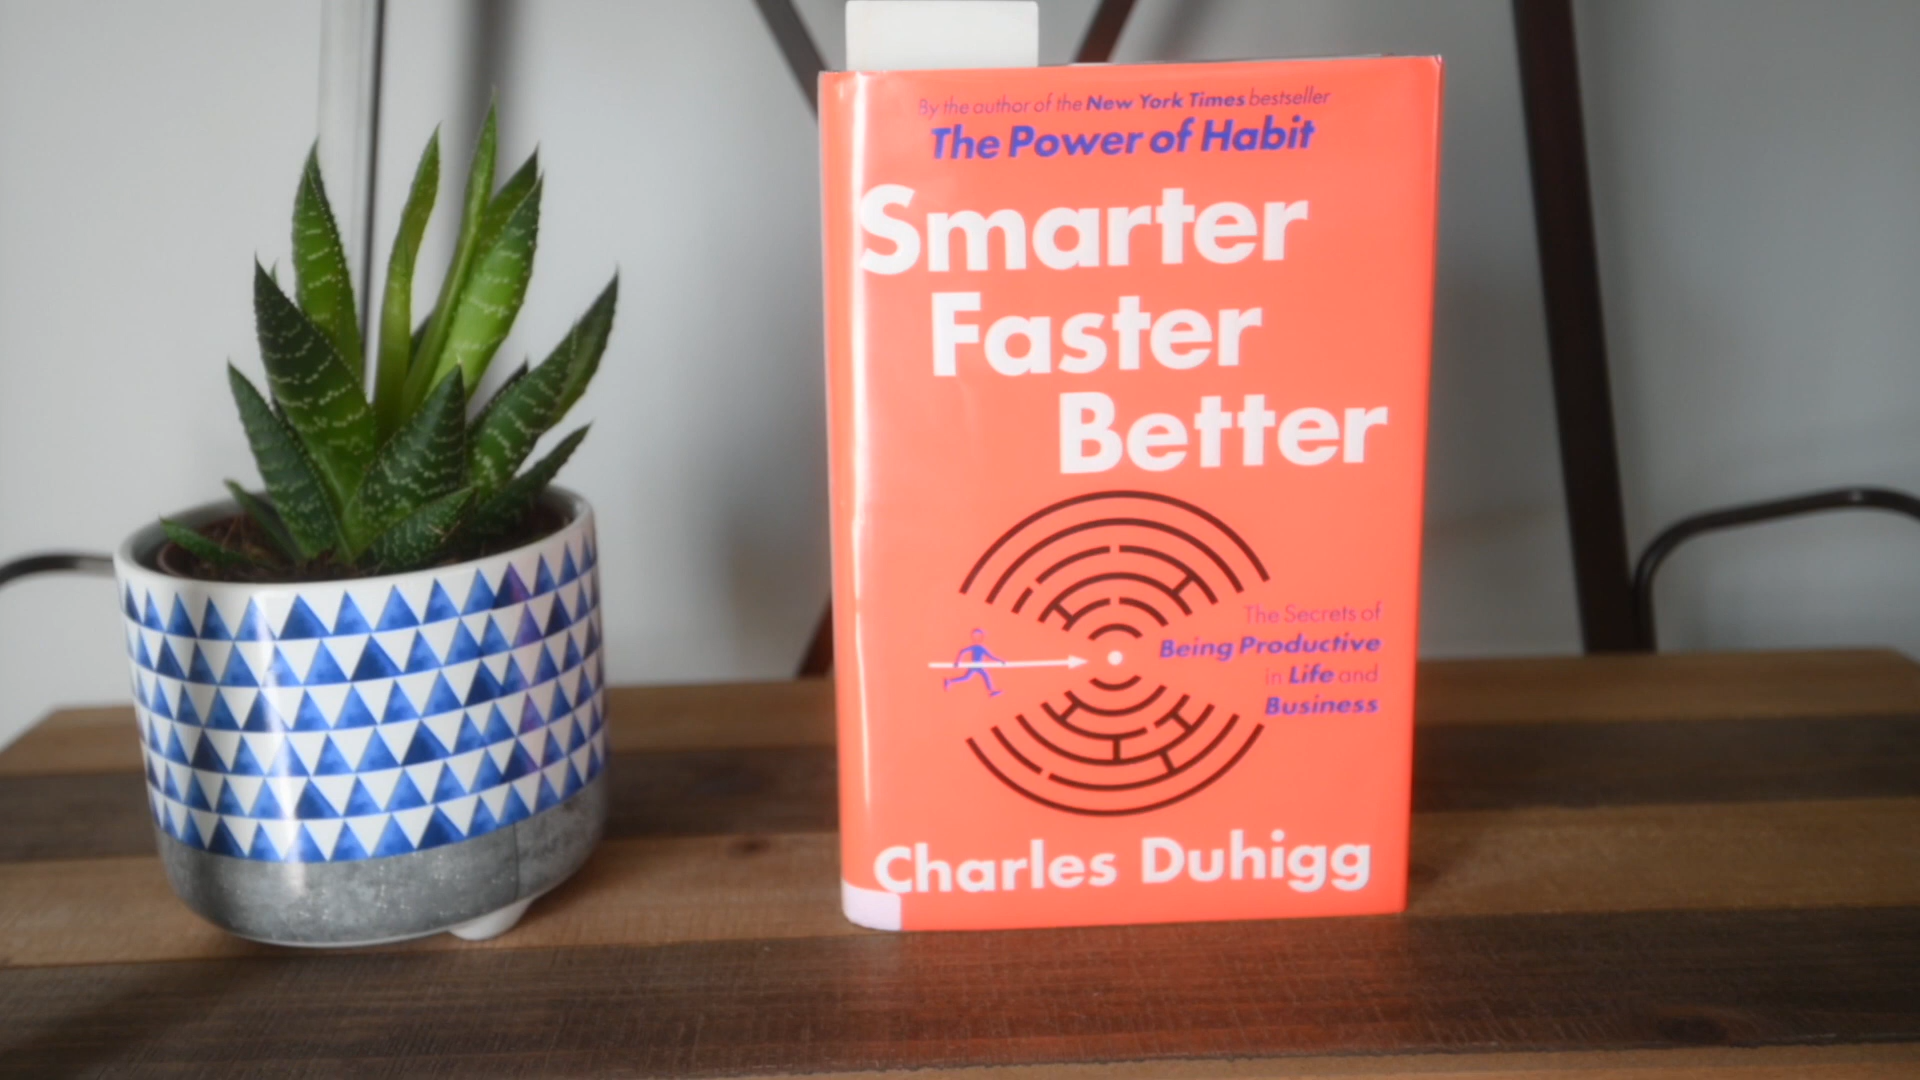 By the author of the New York Times bestseller
The Power of Habit
Smarter
Faster
Better
The Secrets of
Being Productive
in Life and
Business
Charles Duhigg